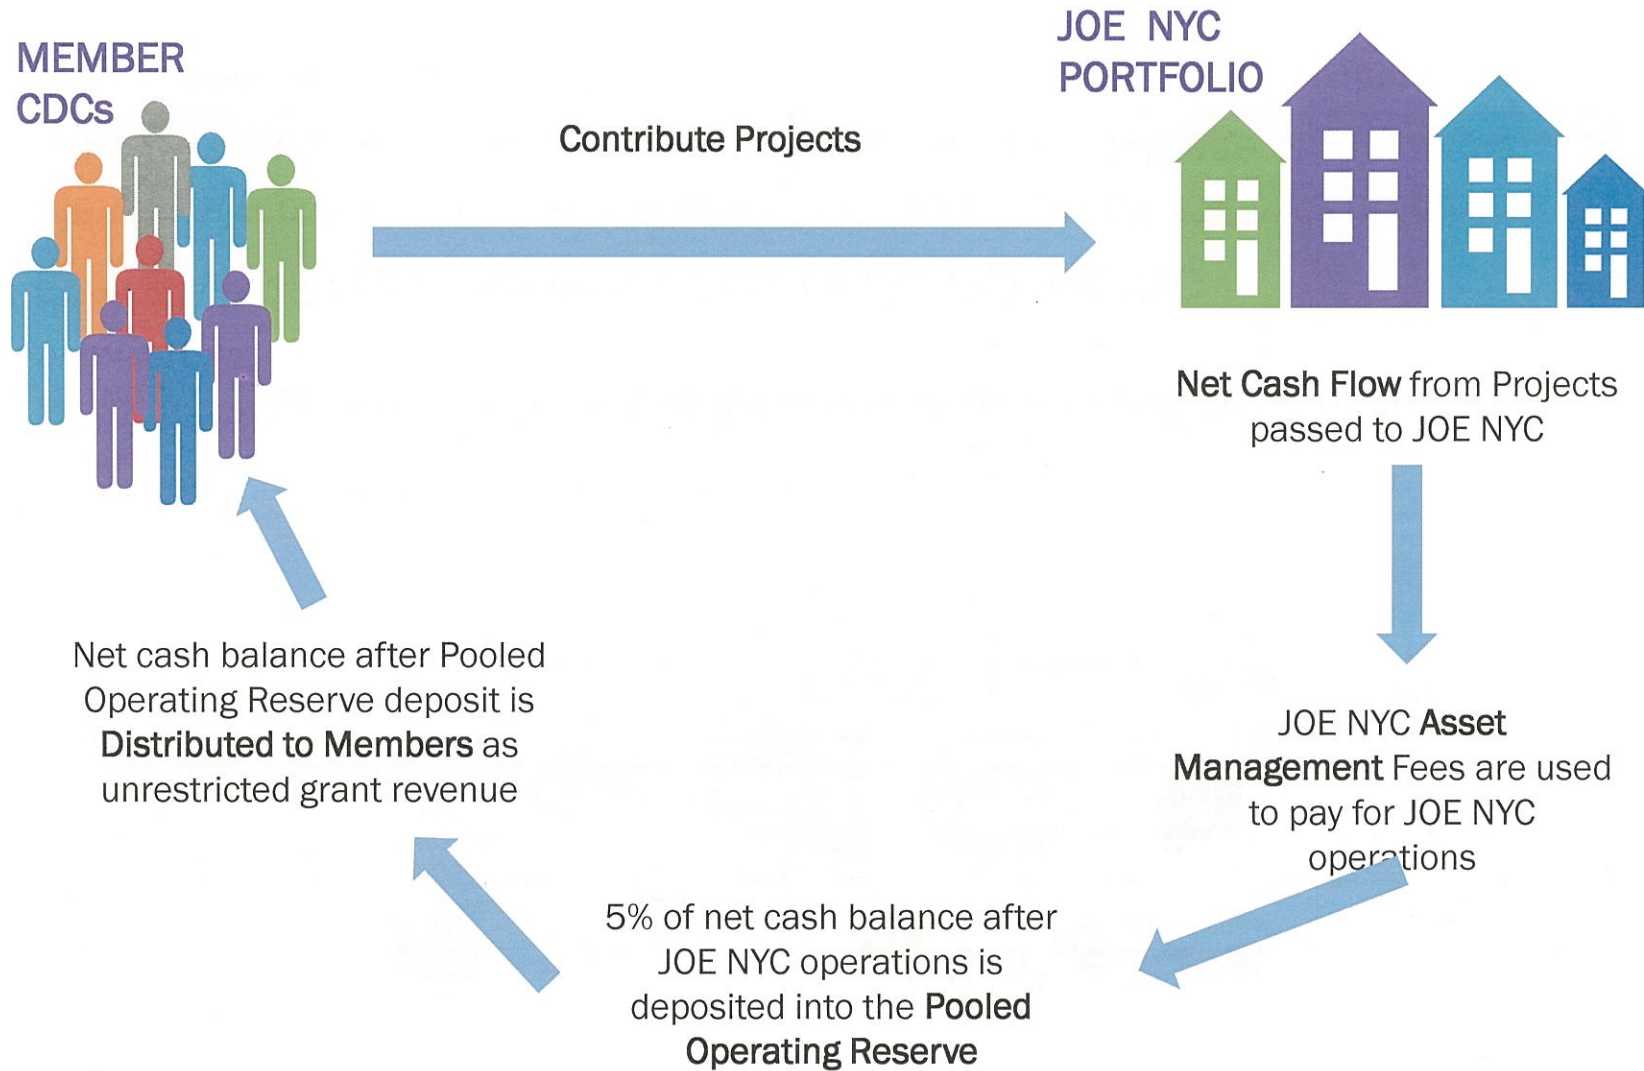 MEMBER
CDCs
JOE NYC
PORTFOLIO
Contribute Projects
Net Cash Flow from Projects
passed to JOE NYC
JOE NYC Asset
Management Fees are used
to pay for JOE NYC
operations
5% of net cash balance after
JOE NYC operations is
deposited into the Pooled
Operating Reserve
Net cash balance after Pooled
Operating Reserve deposit is
Distributed to Members as
unrestricted grant revenue